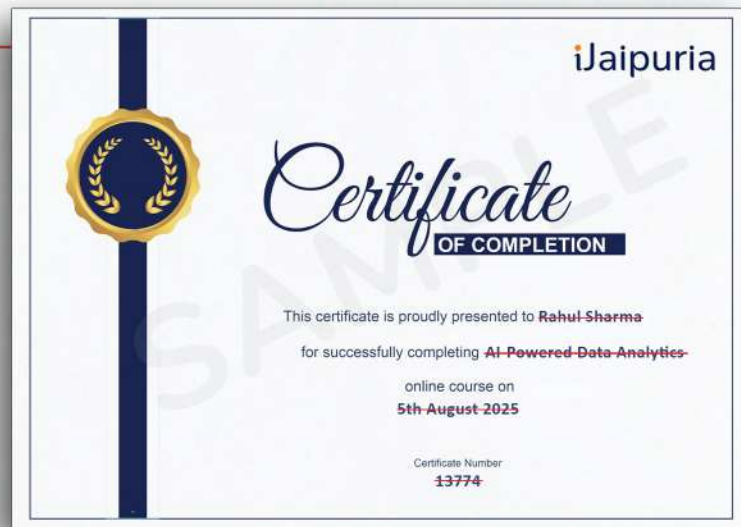 iJaipuria
Certificate
OF COMPLETION
SAMPLE
This certificate is proudly presented to Rahul Sharma
for successfully completing AI Powered Data Analytics
online course on
5th August 2025
Certificate Number
13774